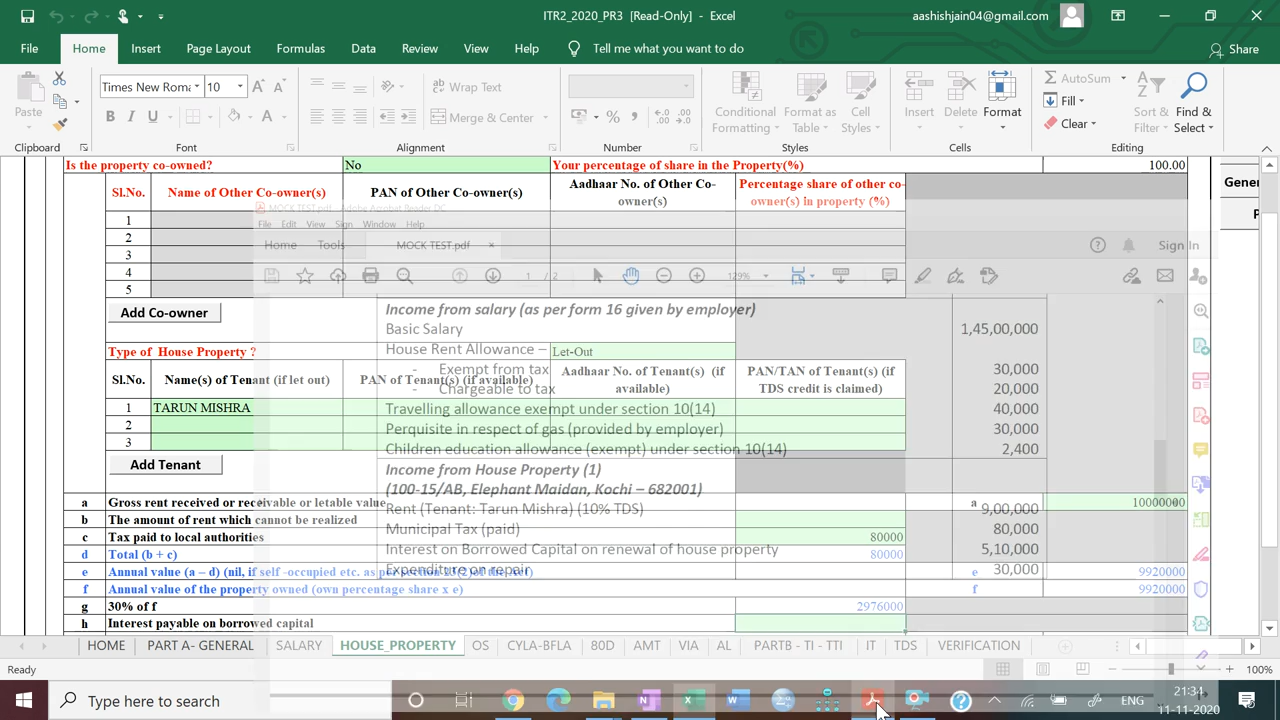 ITR2_2020_PR3 [Read-Only] - Excel
aashishjain04@gmail.com
File Home Insert Page Layout Formulas Data Review View Help Tell me what you want to do Share
Times New Roma 10
Wrap Text
Paste
Merge & Center
Conditional Formatting
Format as Table
Cell Styles
Insert Delete Format
AutoSum
Fill
Clear
Sort & Filter
Find & Select
Clipboard Font Alignment Number Styles Cells Editing
Is the property co-owned? No Your percentage of share in the Property(%) 100.00
Sl.No. Name of Other Co-owner(s) PAN of Other Co-owner(s) Aadhaar No. of Other Co-owner(s) Percentage share of other co-owner(s) in property (%)
Gener
P
1
2
3
4
5
MOCK TEST.pdf - Adobe Acrobat Reader DC
File Edit View Sign Window Help
Home Tools MOCK TEST.pdf × Sign In
1 / 2 129%
Add Co-owner
Income from salary (as per form 16 given by employer)
Basic Salary 1,45,00,000
House Rent Allowance –
- Exempt from tax 30,000
- Chargeable to tax 20,000
Travelling allowance exempt under section 10(14) 40,000
Perquisite in respect of gas (provided by employer) 30,000
Children education allowance (exempt) under section 10(14) 2,400
Income from House Property (1)
(100-15/AB, Elephant Maidan, Kochi – 682001)
Rent (Tenant: Tarun Mishra) (10% TDS) 9,00,000
Municipal Tax (paid) 80,000
Interest on Borrowed Capital on renewal of house property 5,10,000
Expenditure on repair 30,000
Type of House Property ? Let-Out
Sl.No. Name(s) of Tenant (if let out) PAN of Tenant(s) (if available) Aadhaar No. of Tenant(s) (if available) PAN/TAN of Tenant(s) (if TDS credit is claimed)
1 TARUN MISHRA
2
3
Add Tenant
a Gross rent received or receivable or letable value a 10000000
b The amount of rent which cannot be realized
c Tax paid to local authorities 80000
d Total (b + c) 80000
e Annual value (a – d) (nil, if self -occupied etc. as per section 23(2)of the Act) e 9920000
f Annual value of the property owned (own percentage share x e) f 9920000
g 30% of f 2976000
h Interest payable on borrowed capital
HOME PART A- GENERAL SALARY HOUSE_PROPERTY OS CYLA-BFLA 80D AMT VIA AL PARTB - TI - TTI IT TDS VERIFICATION
Ready 100%
Type here to search
ENG
21:34
11-11-2020